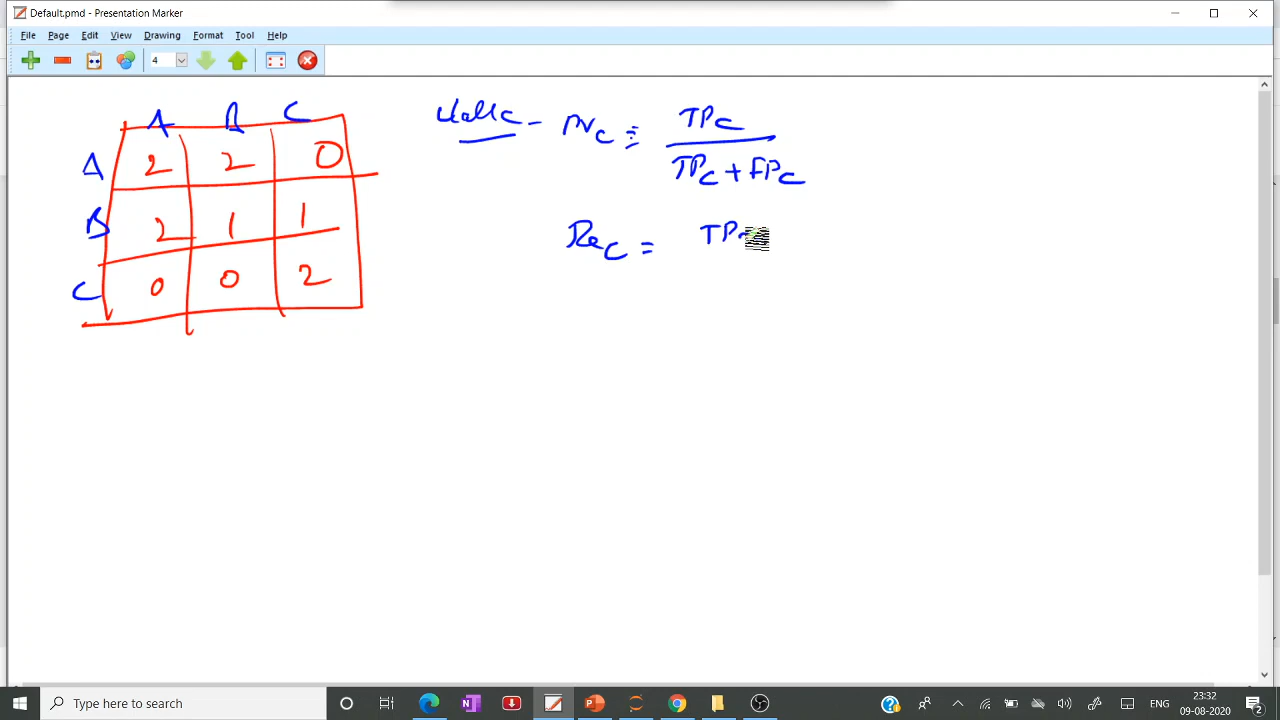 Default.pmd - Presentation Marker
File Page Edit View Drawing Format Tool Help
4
A B C
A 2 2 0
B 2 1 1
C 0 0 2
Class C - Pr_C = TP_C / (TP_C + FP_C)
Re_C = TP
Type here to search
ENG
23:32
09-08-2020
2